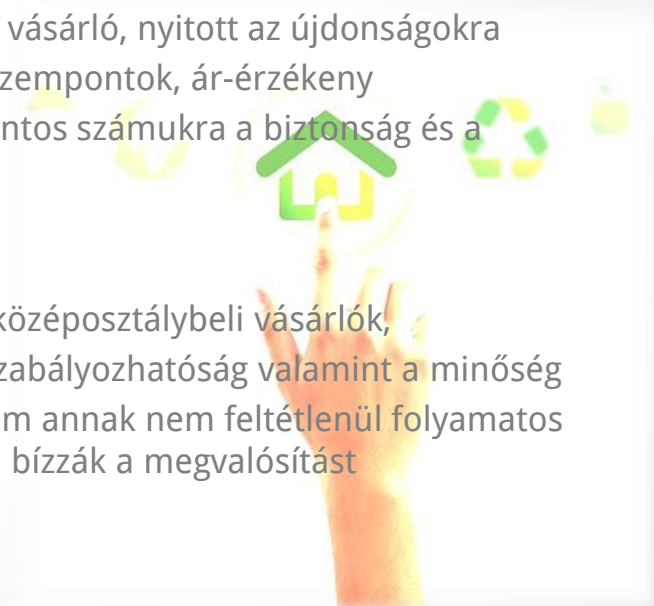 vásárló, nyitott az újdonságokra
zempontok, ár-érzékeny
ntos számukra a biztonság és a
középosztálybeli vásárlók,
zabályozhatóság valamint a minőség
m annak nem feltétlenül folyamatos
bízzák a megvalósítást